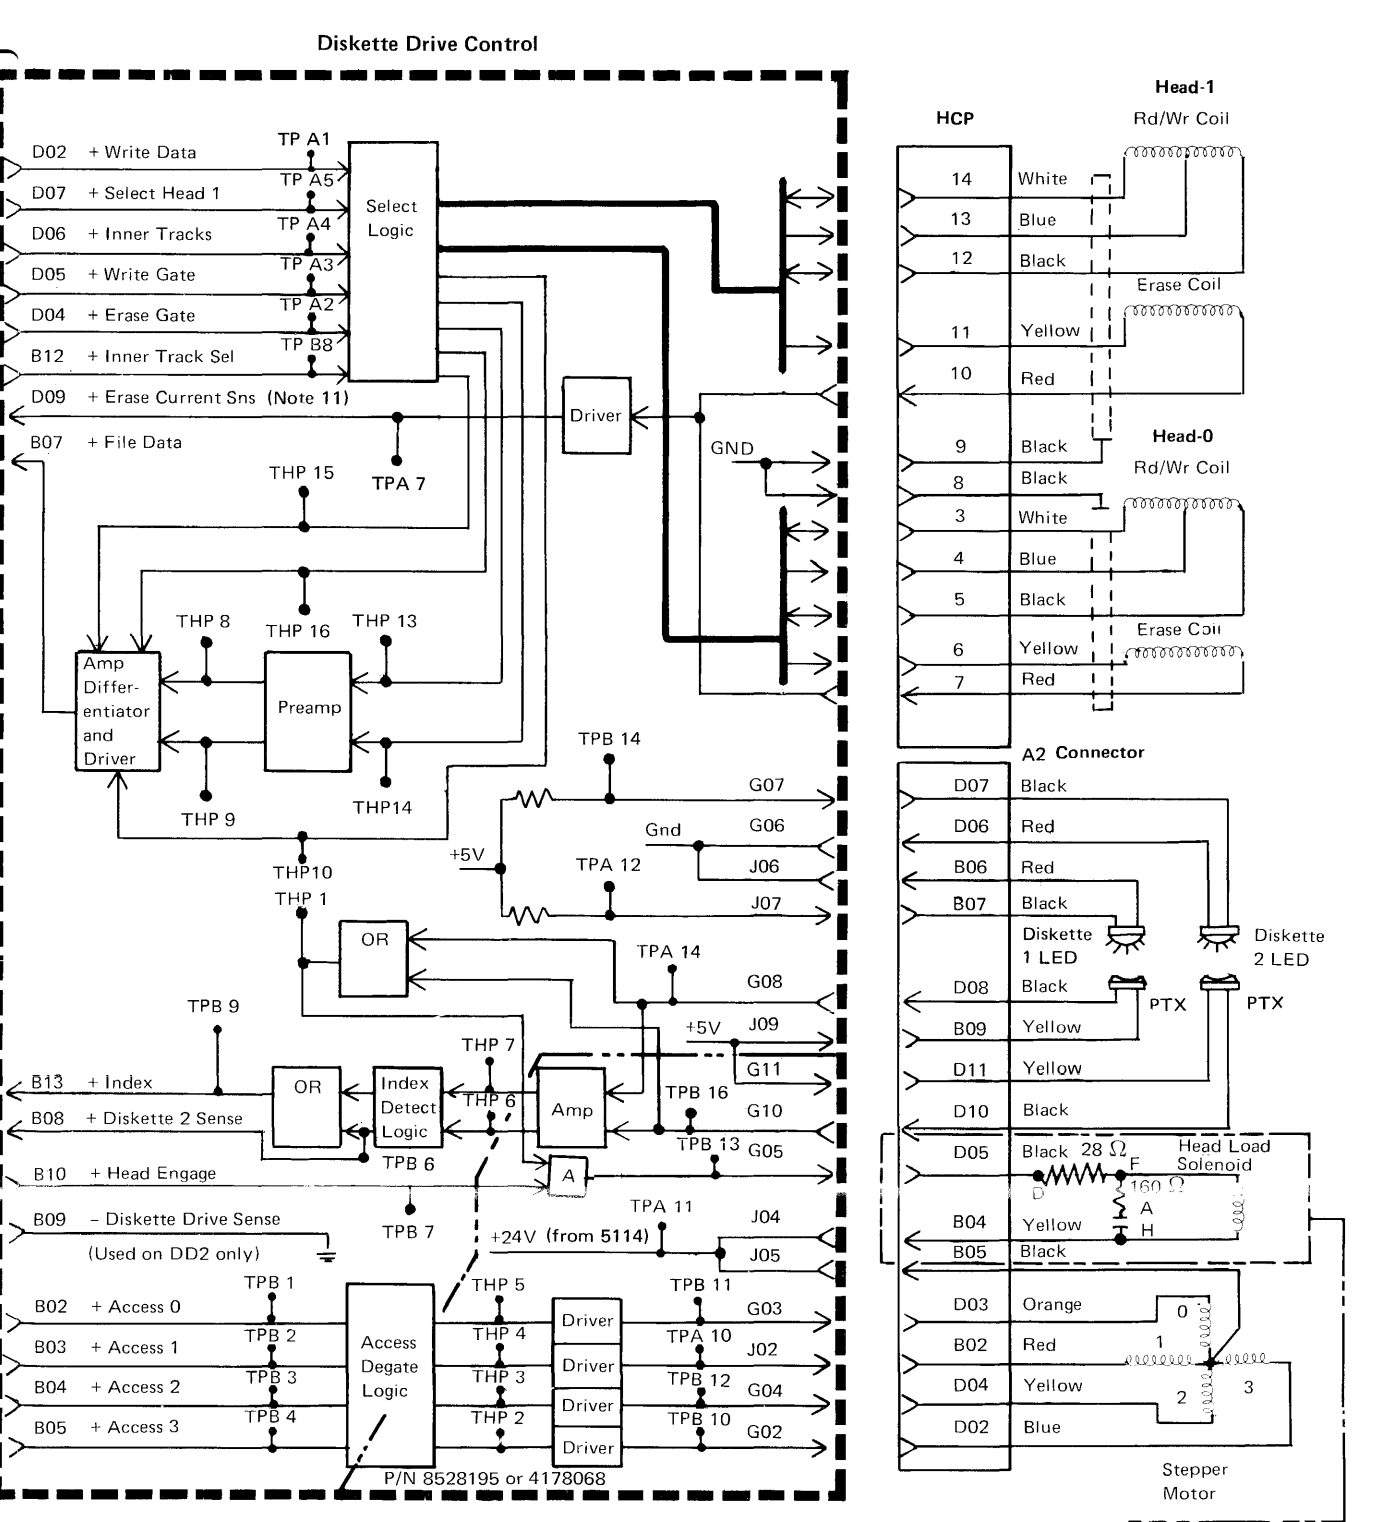 Diskette Drive Control
D02 + Write Data
TP A1
D07 + Select Head 1
TP A5
D06 + Inner Tracks
TP A4
D05 + Write Gate
TP A3
D04 + Erase Gate
TP A2
B12 + Inner Track Sel
TP B8
D09 + Erase Current Sns (Note 11)
B07 + File Data
Select
Logic
Driver
TPA 7
GND
THP 15
THP 16
THP 8
THP 13
Amp
Differ-
entiator
and
Driver
Preamp
THP 9
THP14
THP10
TPB 14
G07
Gnd
G06
+5V
TPA 12
J06
J07
THP 1
OR
TPA 14
G08
TPB 9
+5V
J09
THP 7
G11
B13 + Index
OR
Index
Detect
Logic
THP 6
Amp
TPB 16
G10
B08 + Diskette 2 Sense
TPB 6
TPB 13
G05
B10 + Head Engage
A
TPB 7
B09 – Diskette Drive Sense
(Used on DD2 only)
TPA 11
+24V (from 5114)
J04
J05
TPB 1
B02 + Access 0
TPB 2
B03 + Access 1
TPB 3
B04 + Access 2
TPB 4
B05 + Access 3
Access
Degate
Logic
THP 5
THP 4
THP 3
THP 2
Driver
Driver
Driver
Driver
TPB 11
G03
TPA 10
J02
TPB 12
G04
TPB 10
G02
P/N 8528195 or 4178068
HCP
Head-1
Rd/Wr Coil
14 White
13 Blue
12 Black
Erase Coil
11 Yellow
10 Red
Head-0
Rd/Wr Coil
9 Black
8 Black
3 White
4 Blue
5 Black
Erase Coil
6 Yellow
7 Red
A2 Connector
D07 Black
D06 Red
B06 Red
B07 Black
Diskette
1 LED
Diskette
2 LED
D08 Black
PTX
PTX
B09 Yellow
D11 Yellow
D10 Black
D05 Black
28 Ω
Head Load
Solenoid
D
F
160 Ω
A
H
B04 Yellow
B05 Black
D03 Orange
0
B02 Red
1
D04 Yellow
2
3
D02 Blue
Stepper
Motor